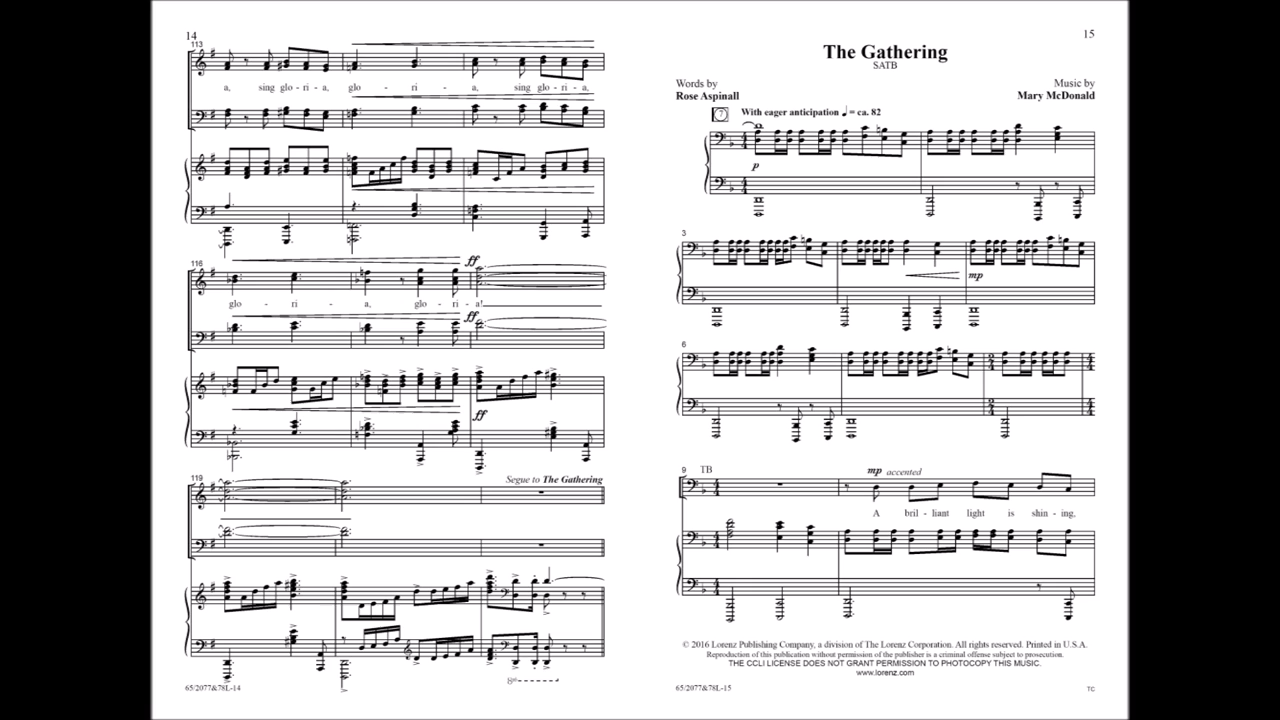 14
113
a, sing glo - ri - a, glo - ri - a, sing glo - ri - a,
116
ff
glo - ri - a, glo - ri - a!
ff
ff
119
Segue to The Gathering
8va
65/2077&78L-14
15
The Gathering
SATB
Words by
Rose Aspinall
Music by
Mary McDonald
7
With eager anticipation ♩ = ca. 82
p
3
mp
6
9
TB
mp accented
A bril - liant light is shin - ing,
© 2016 Lorenz Publishing Company, a division of The Lorenz Corporation. All rights reserved. Printed in U.S.A.
Reproduction of this publication without permission of the publisher is a criminal offense subject to prosecution.
THE CCLI LICENSE DOES NOT GRANT PERMISSION TO PHOTOCOPY THIS MUSIC.
www.lorenz.com
65/2077&78L-15
TC